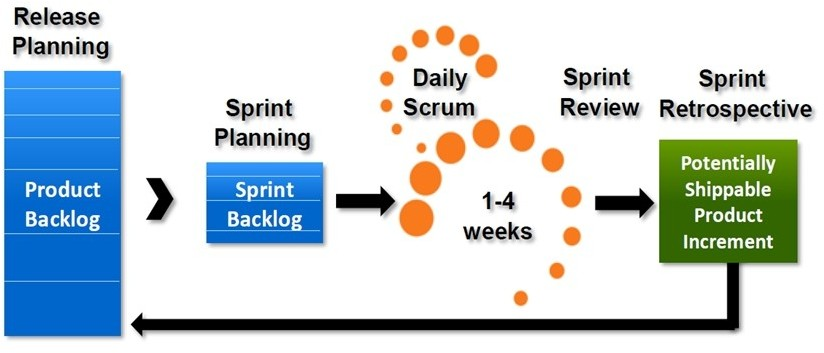 Release
Planning
Product
Backlog
Sprint
Planning
Sprint
Backlog
Daily
Scrum
1-4
weeks
Sprint
Review
Sprint
Retrospective
Potentially
Shippable
Product
Increment